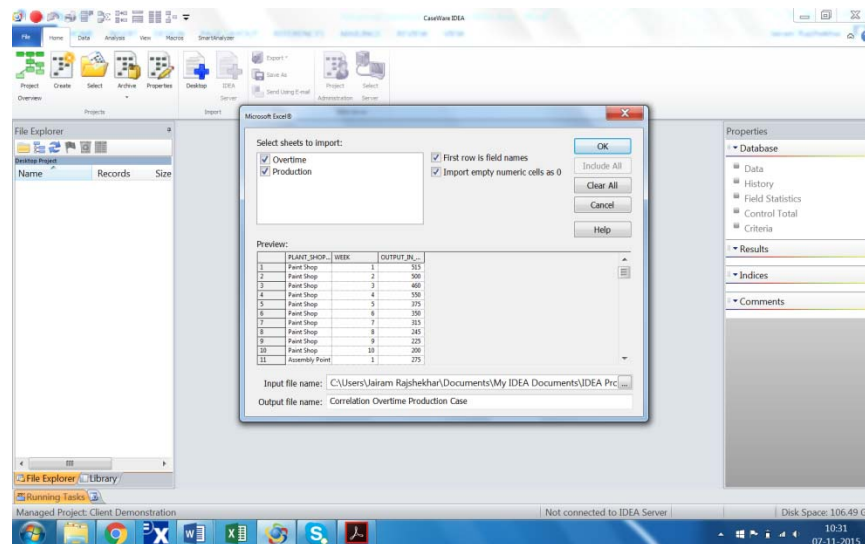 CaseWare IDEA
File Home Data Analysis View Macros SmartAnalyzer
Project Overview
Create
Select
Archive
Properties
Desktop
IDEA Server
Export
Save As
Send Using E-mail
Project Administration
Select Server
Projects
Import
File Explorer
Desktop Project
Name Records Size
Microsoft Excel®
Select sheets to import:
Overtime
Production
First row is field names
Import empty numeric cells as 0
OK
Include All
Clear All
Cancel
Help
Preview:
PLANT_SHOP... WEEK OUTPUT_IN_...
1 Paint Shop 1 515
2 Paint Shop 2 500
3 Paint Shop 3 460
4 Paint Shop 4 550
5 Paint Shop 5 375
6 Paint Shop 6 350
7 Paint Shop 7 315
8 Paint Shop 8 245
9 Paint Shop 9 225
10 Paint Shop 10 200
11 Assembly Point 1 275
Input file name: C:\Users\Jairam Rajshekhar\Documents\My IDEA Documents\IDEA Prc ...
Output file name: Correlation Overtime Production Case
Properties
Database
Data
History
Field Statistics
Control Total
Criteria
Results
Indices
Comments
File Explorer Library
Running Tasks
Managed Project: Client Demonstration
Not connected to IDEA Server
Disk Space: 106.49 G
10:31
07-11-2015